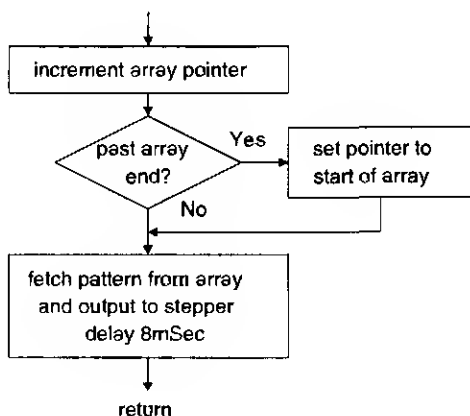 increment array pointer
past array
end?
Yes
set pointer to
start of array
No
fetch pattern from array
and output to stepper
delay 8mSec
return